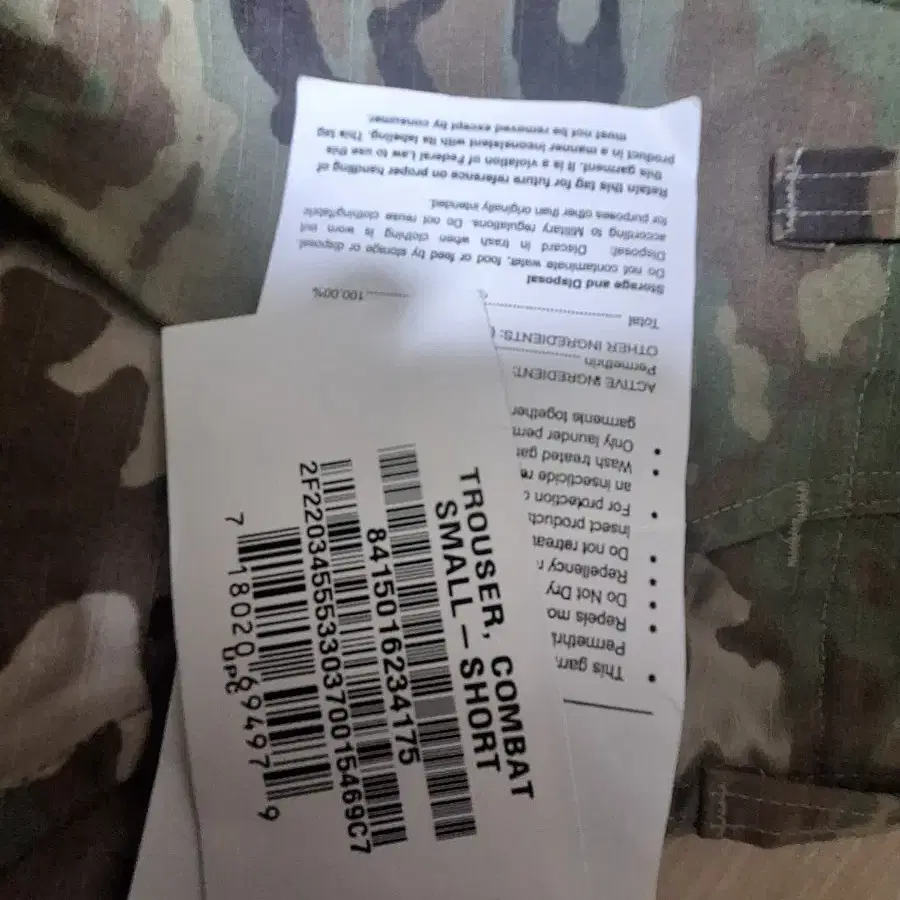 TROUSER, COMBAT
SMALL — SHORT
8415016234175
2F22034555330370015469C7
7 18020 69497 9
UPC
• This garm
Permethri
• Repels mo
• Do Not Dry
• Repellency r
• Do not retreat
insect product
• For protection
an insecticide re
• Wash treated gar
• Only launder perm
garments together
ACTIVE INGREDIENT:
Permethrin
OTHER INGREDIENTS:
Total 100.00%
Storage and Disposal
Do not contaminate water, food or feed by storage or disposal.
Disposal: Discard in trash when clothing is worn out
according to Military regulations. Do not reuse clothing/fabric
for purposes other than originally intended.
Retain this tag for future reference on proper handling of
this garment. It is a violation of Federal Law to use this
product in a manner inconsistent with its labeling. This tag
must not be removed except by consumer.